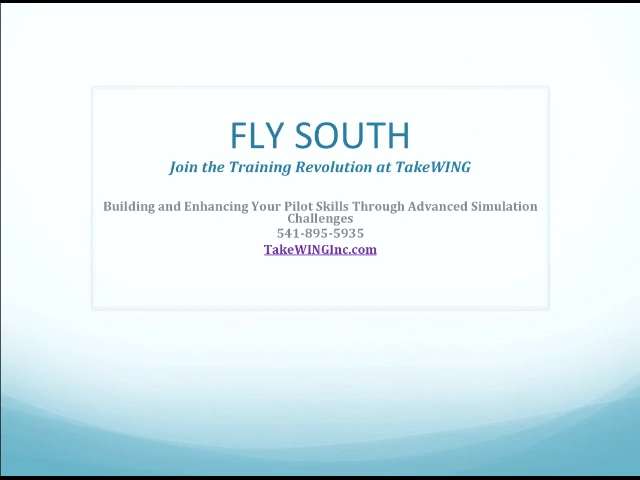 FLY SOUTH
Join the Training Revolution at TakeWING
Building and Enhancing Your Pilot Skills Through Advanced Simulation
Challenges
541-895-5935
TakeWINGInc.com